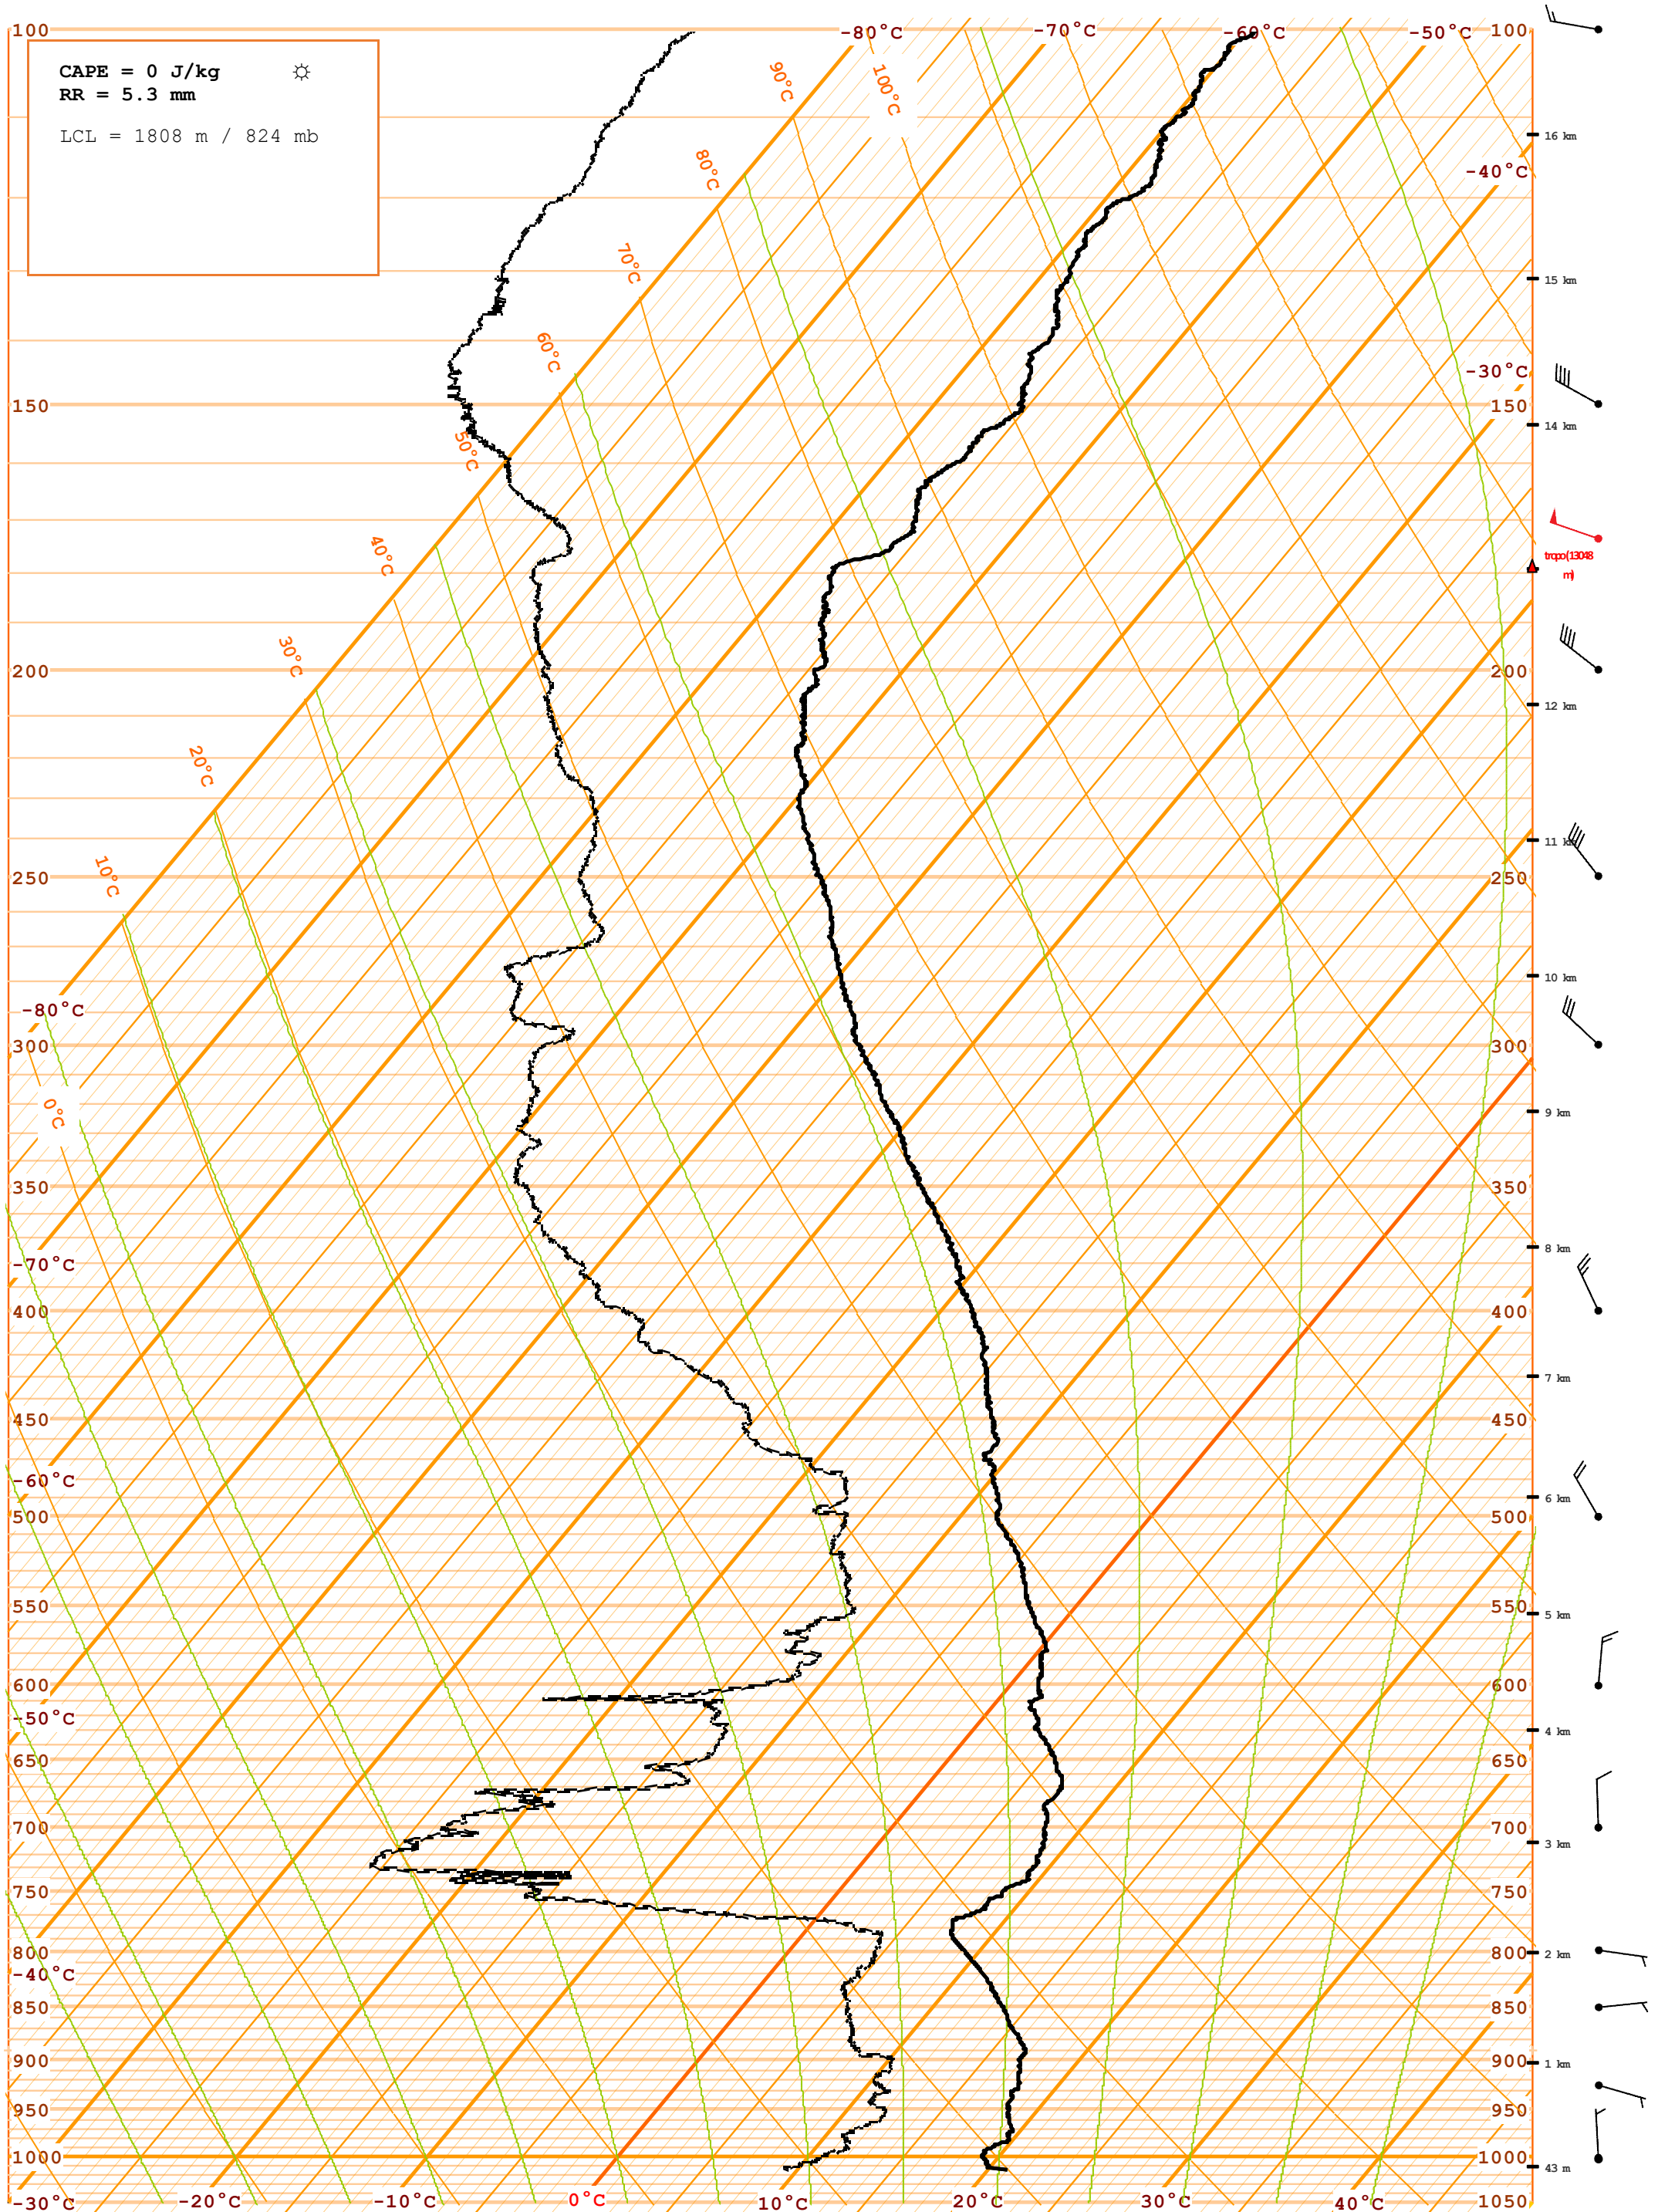 100
-80°C
-70°C
-60°C
-50°C
100
CAPE = 0 J/kg ☼
RR = 5.3 mm
LCL = 1808 m / 824 mb
90°C
100°C
16 km
80°C
-40°C
70°C
15 km
60°C
-30°C
150
150
14 km
50°C
40°C
tropo(13048
m)
30°C
200
200
12 km
20°C
11 km
10°C
250
250
10 km
-80°C
300
300
0°C
9 km
350
350
8 km
-70°C
400
400
7 km
450
450
-60°C
6 km
500
500
550
550
5 km
600
600
-50°C
4 km
650
650
700
700
3 km
750
750
800
800
2 km
-40°C
850
850
900
900
1 km
950
950
1000
1000
43 m
-30°C
-20°C
-10°C
0°C
10°C
20°C
30°C
40°C
1050